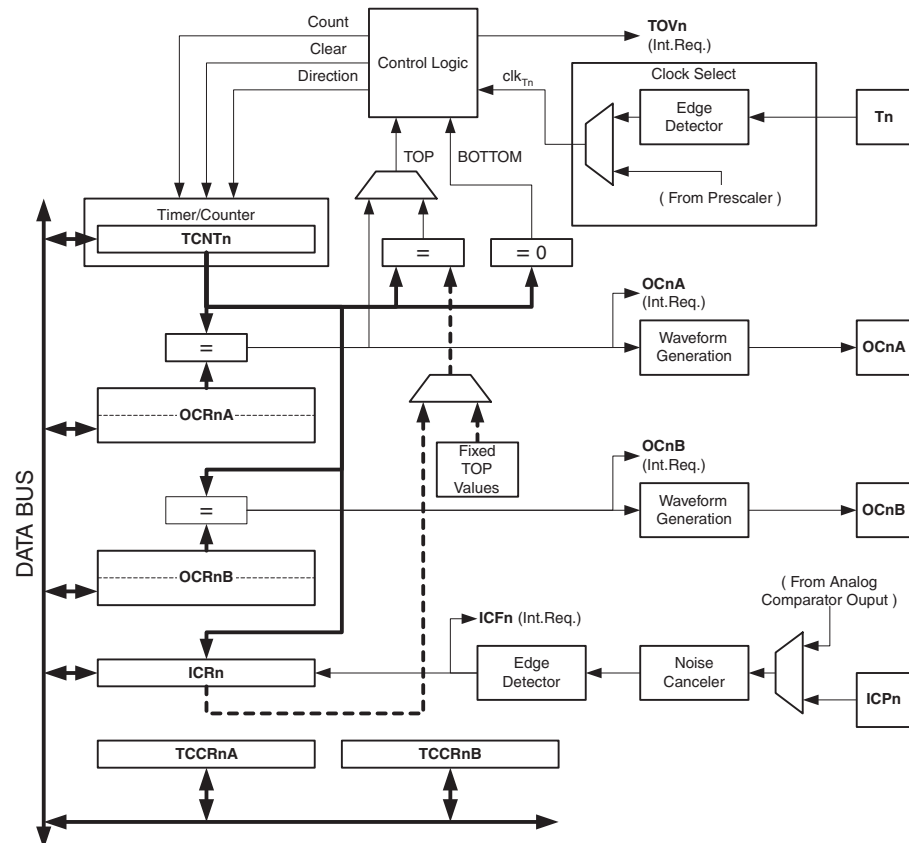 Count
Clear
Direction
Control Logic
TOVn
(Int.Req.)
clkTn
Clock Select
Edge
Detector
Tn
( From Prescaler )
TOP
BOTTOM
Timer/Counter
TCNTn
=
= 0
=
OCRnA
OCnA
(Int.Req.)
Waveform
Generation
OCnA
Fixed
TOP
Values
DATA BUS
=
OCRnB
OCnB
(Int.Req.)
Waveform
Generation
OCnB
( From Analog
Comparator Ouput )
ICFn (Int.Req.)
ICRn
Edge
Detector
Noise
Canceler
ICPn
TCCRnA
TCCRnB